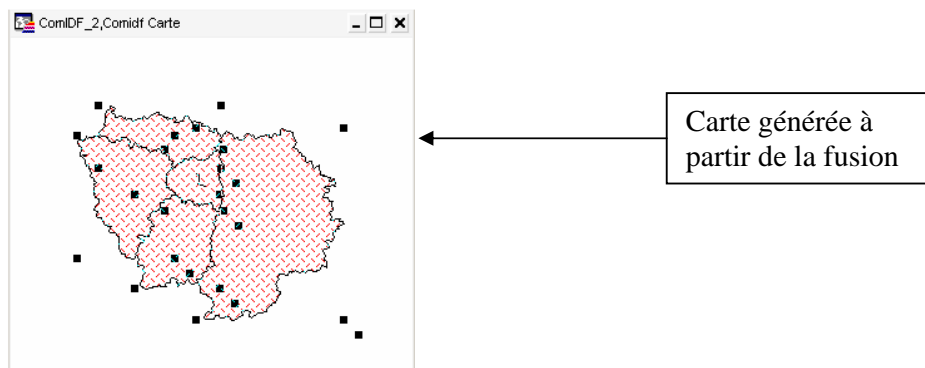 ComIDF_2,Comidf Carte
Carte générée à
partir de la fusion